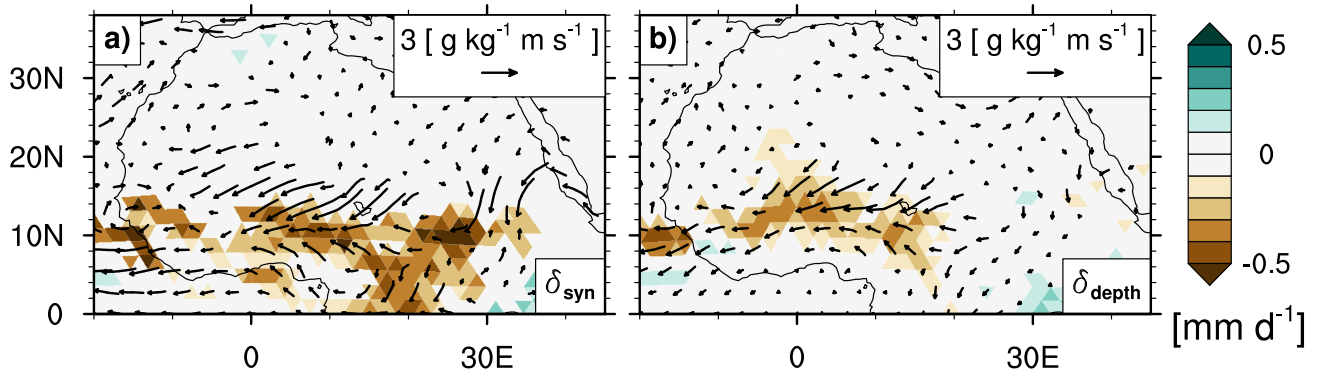 a) 3 [ g kg⁻¹ m s⁻¹ ]
b) 3 [ g kg⁻¹ m s⁻¹ ]
30N
20N
10N
0
δsyn
δdepth
0 30E
0 30E
0.5
0
-0.5
[mm d⁻¹]